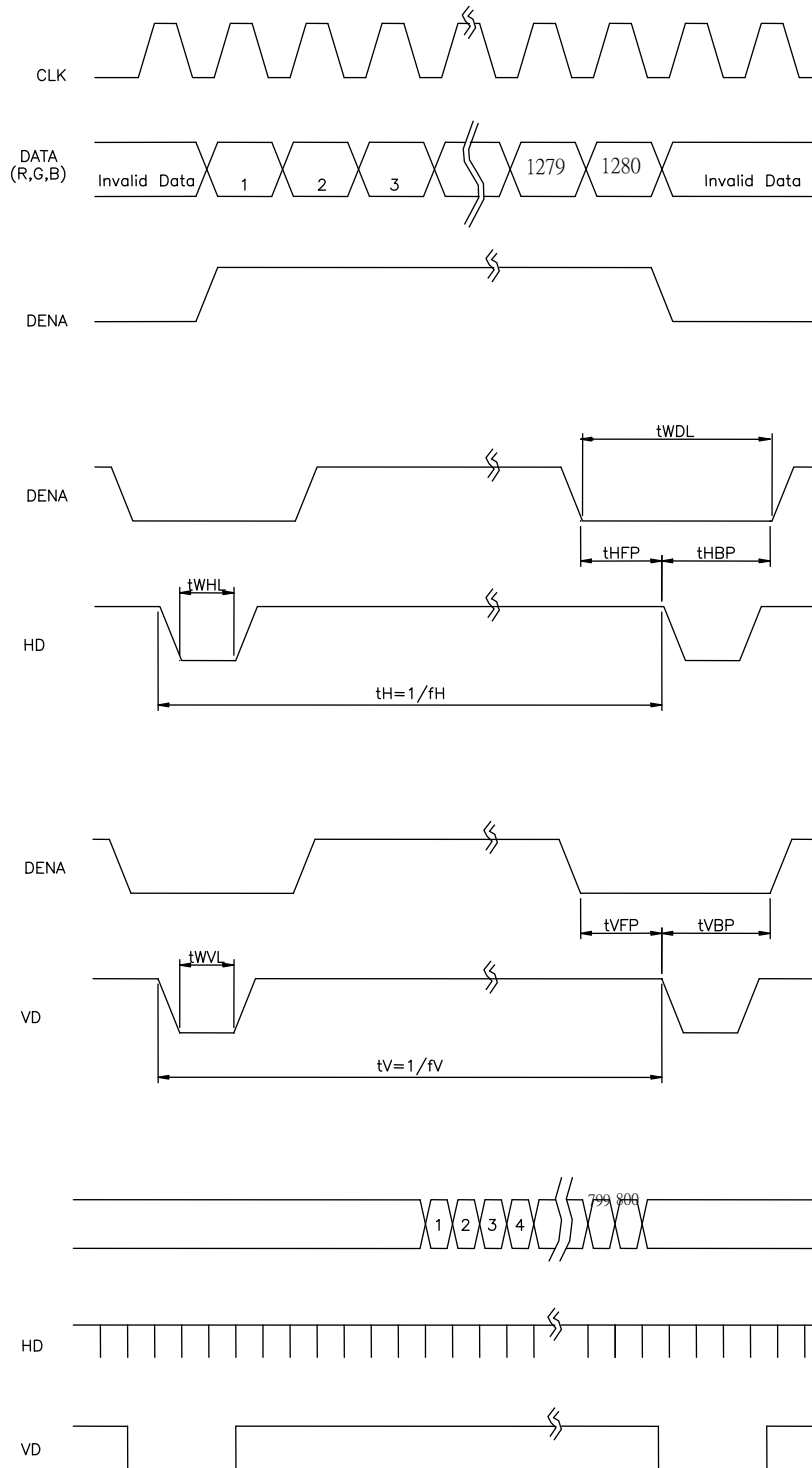 CLK
DATA
(R,G,B)
Invalid Data 1 2 3 1279 1280 Invalid Data
DENA
tWDL
DENA
tHFP tHBP
tWHL
HD
tH=1/fH
DENA
tVFP tVBP
tWVL
VD
tV=1/fV
1 2 3 4 799 800
HD
VD